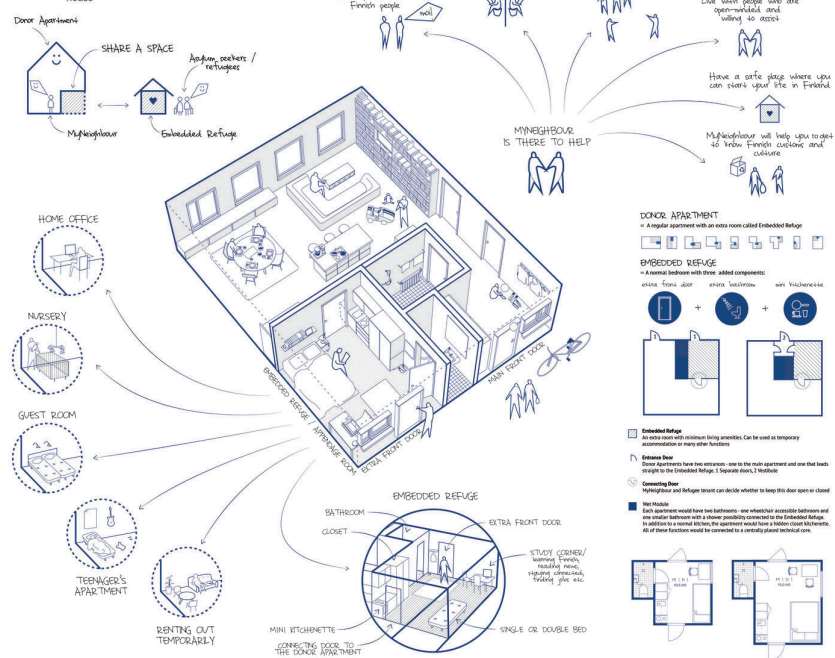 House
Donor Apartment
SHARE A SPACE
Asylum seekers /
refugees
MyNeighbour
Embedded Refuge
Finnish people
mail
Live with people who are
open-minded and
willing to assist
Have a safe place where you
can start your life in Finland
MyNeighbour will help you to get
to know Finnish customs and
culture
MYNEIGHBOUR
IS THERE TO HELP
HOME OFFICE
NURSERY
GUEST ROOM
TEENAGER'S
APARTMENT
RENTING OUT
TEMPORARILY
EMBEDDED REFUGE / APPENDAGE ROOM
EXTRA FRONT DOOR
MAIN FRONT DOOR
EMBEDDED REFUGE
BATHROOM
CLOSET
EXTRA FRONT DOOR
STUDY CORNER/
learning Finnish,
reading news,
staying connected,
finding jobs etc
MINI KITCHENETTE
CONNECTING DOOR TO
THE DONOR APARTMENT
SINGLE OR DOUBLE BED
DONOR APARTMENT
= A regular apartment with an extra room called Embedded Refuge
EMBEDDED REFUGE
= A normal bedroom with three added components:
extra front door
extra bathroom
mini kitchenette
+
+
1
1
2
Embedded Refuge
An extra room with minimum living amenities. Can be used as temporary
accommodation or many other functions
Entrance Door
Donor Apartments have two entrances - one to the main apartment and one that leads
straight to the Embedded Refuge. 1 Separate doors, 2 Vestibule
Connecting Door
MyNeighbour and Refugee tenant can decide whether to keep this door open or closed
Wet Module
Each apartment would have two bathrooms - one wheelchair accessible bathroom and
one smaller bathroom with a shower possibility connected to the Embedded Refuge.
In addition to a normal kitchen, the apartment would have a hidden closet kitchenette.
All of these functions would be connected to a centrally placed technical core.
MINI
MIDI